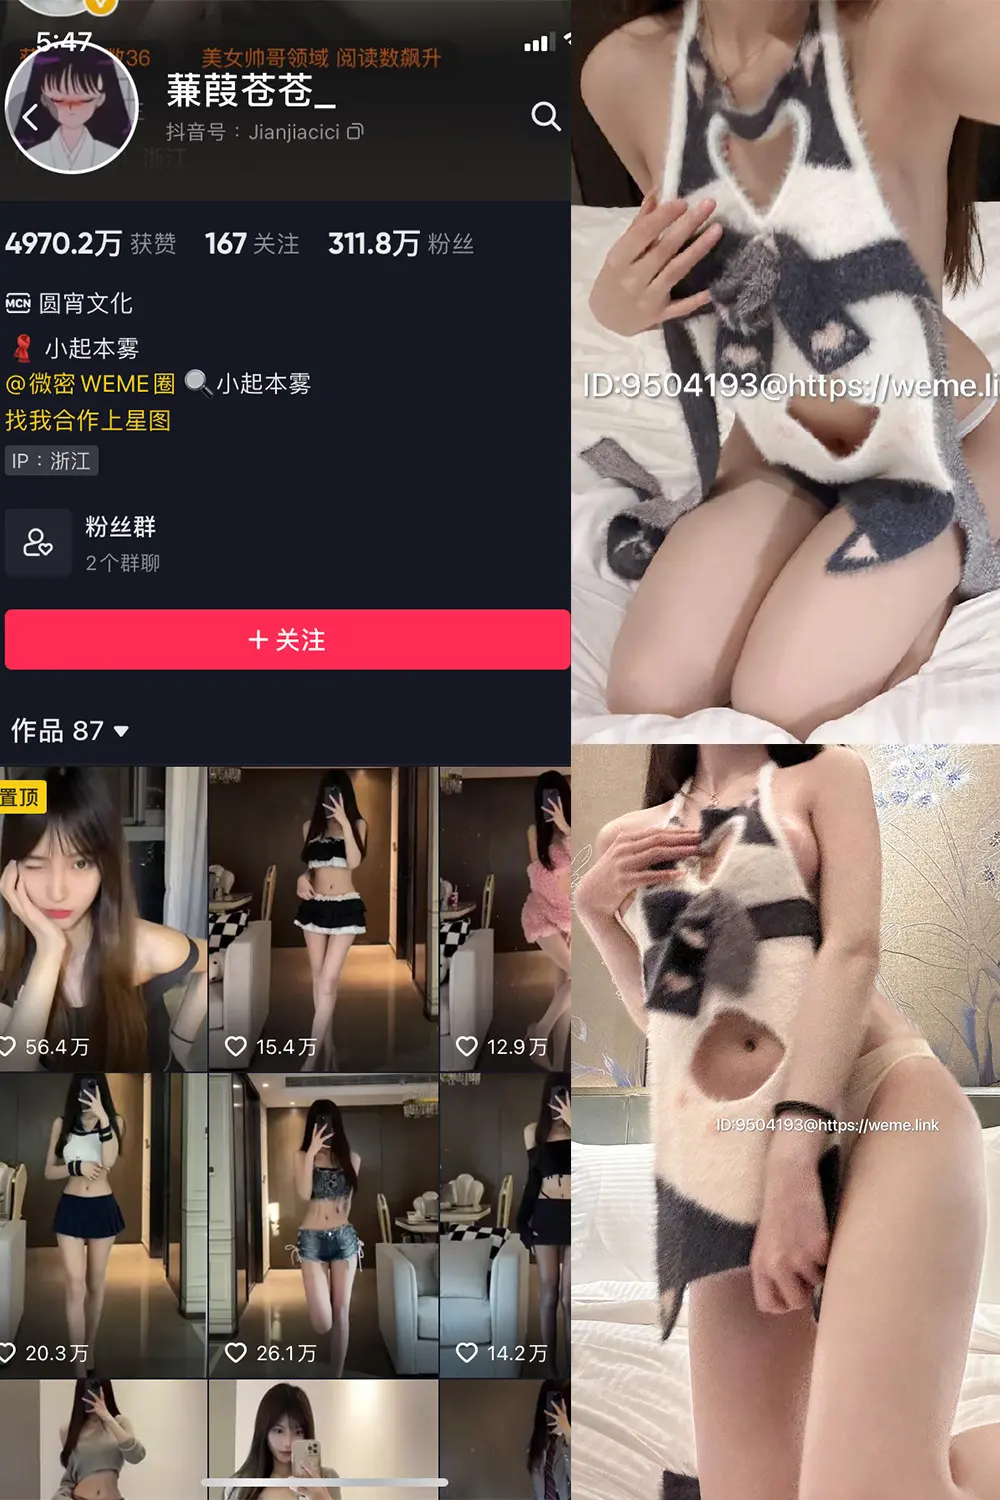 5:47
数36
美女帅哥领域 阅读数飙升
蒹葭苍苍_
抖音号：Jianjiacici
浙江
4970.2万 获赞 167 关注 311.8万 粉丝
MCN 圆宵文化
小起本雾
@微密WEME圈 小起本雾
找我合作上星图
IP：浙江
粉丝群
2个群聊
+ 关注
作品 87
置顶
56.4万
15.4万
12.9万
20.3万
26.1万
14.2万
ID:9504193@https://weme.li
ID:9504193@https://weme.link